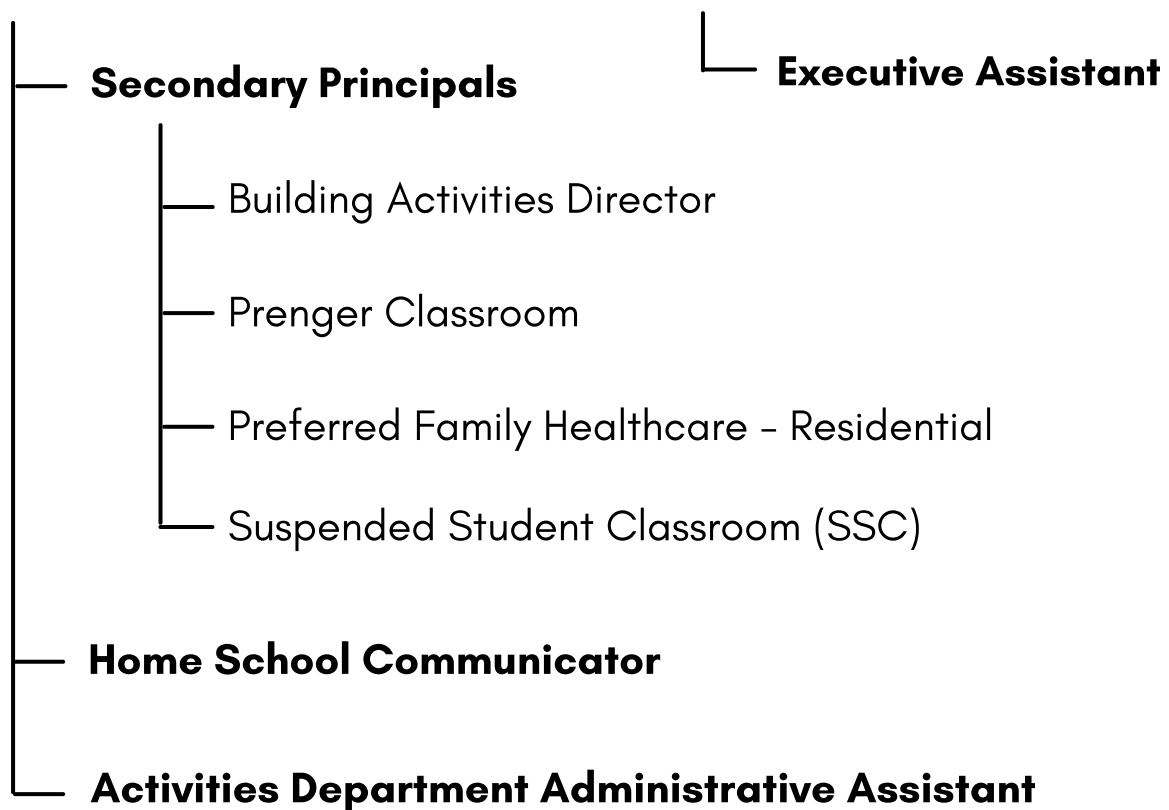 Secondary Principals
Building Activities Director
Prenger Classroom
Preferred Family Healthcare - Residential
Suspended Student Classroom (SSC)
Home School Communicator
Activities Department Administrative Assistant
Executive Assistant